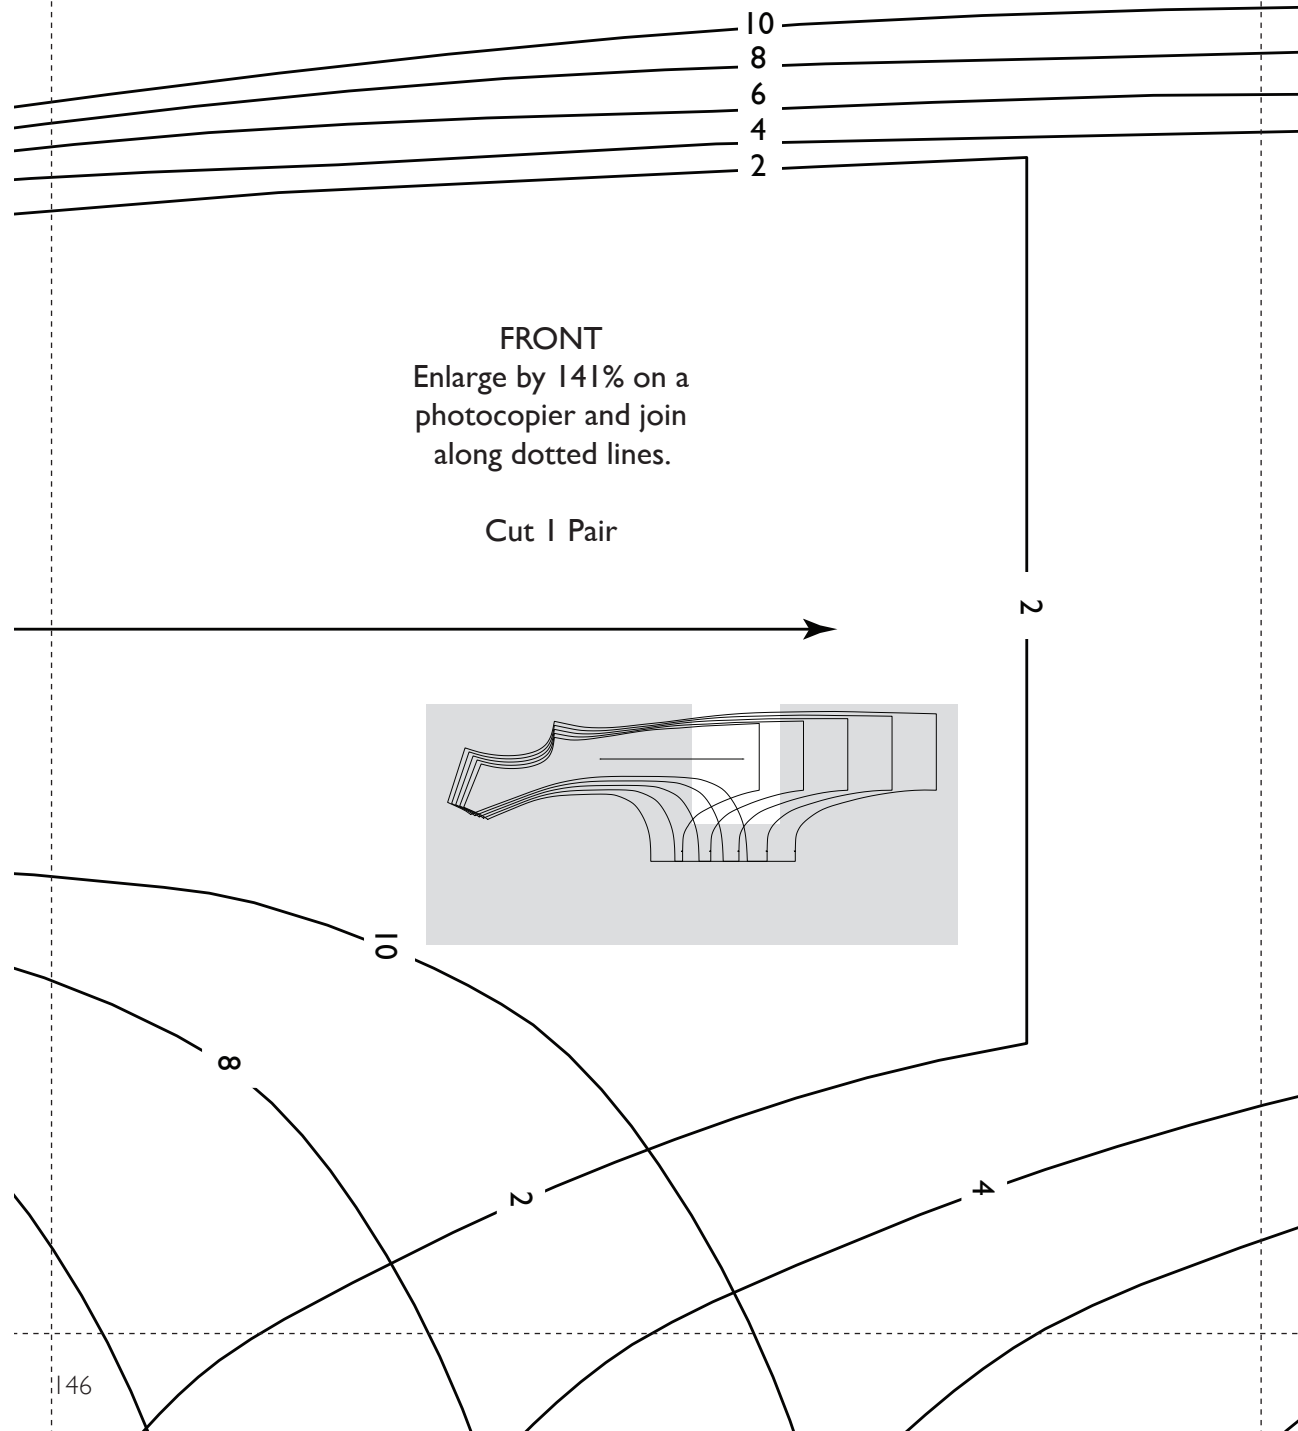 10
8
6
4
2
FRONT
Enlarge by 141% on a
photocopier and join
along dotted lines.
Cut 1 Pair
2
10
8
2
4
146